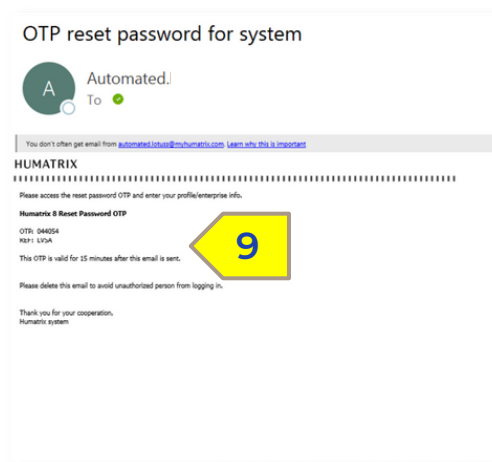 OTP reset password for system
A
Automated.
To
You don't often get email from automated.lotuss@myhumatrix.com. Learn why this is important
HUMATRIX
Please access the reset password OTP and enter your profile/enterprise info.
Humatrix 8 Reset Password OTP
OTP: 044054
REF: LVSA
This OTP is valid for 15 minutes after this email is sent.
9
Please delete this email to avoid unauthorized person from logging in.
Thank you for your cooperation.
Humatrix system